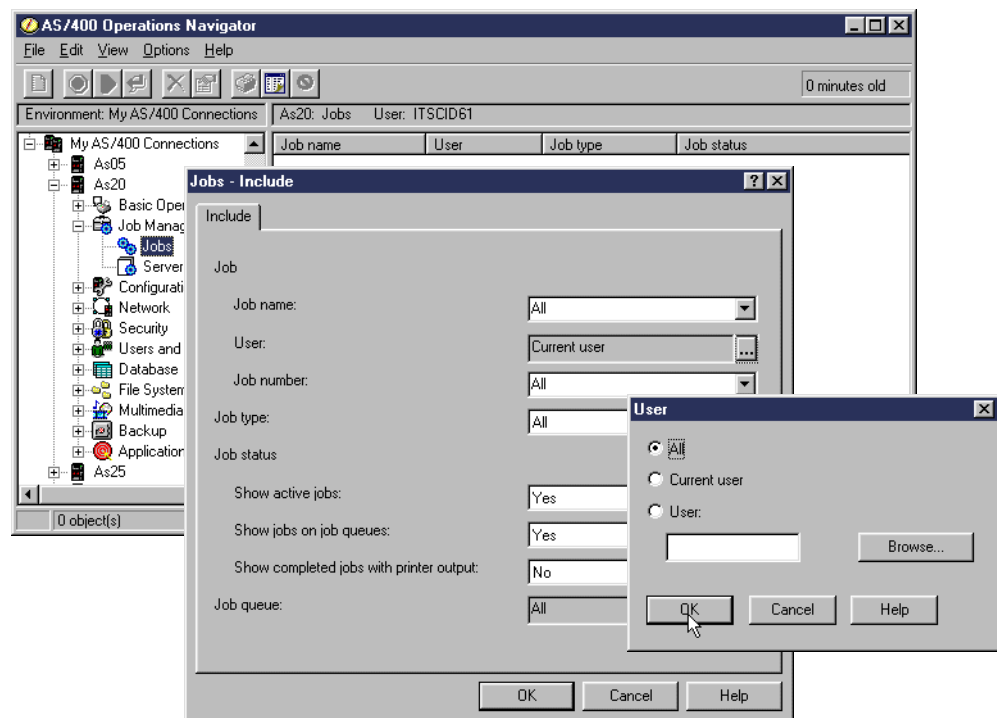 AS/400 Operations Navigator
File Edit View Options Help
0 minutes old
Environment: My AS/400 Connections As20: Jobs User: ITSCID61
My AS/400 Connections
Job name User Job type Job status
As05
As20
Basic Oper
Job Manag
Jobs
Server
Configurati
Network
Security
Users and
Database
File System
Multimedia
Backup
Application
As25
0 object(s)
Jobs - Include
Include
Job
Job name: All
User: Current user ...
Job number: All
Job type: All
Job status
Show active jobs: Yes
Show jobs on job queues: Yes
Show completed jobs with printer output: No
Job queue: All
OK Cancel Help
User
All
Current user
User:
Browse...
OK Cancel Help